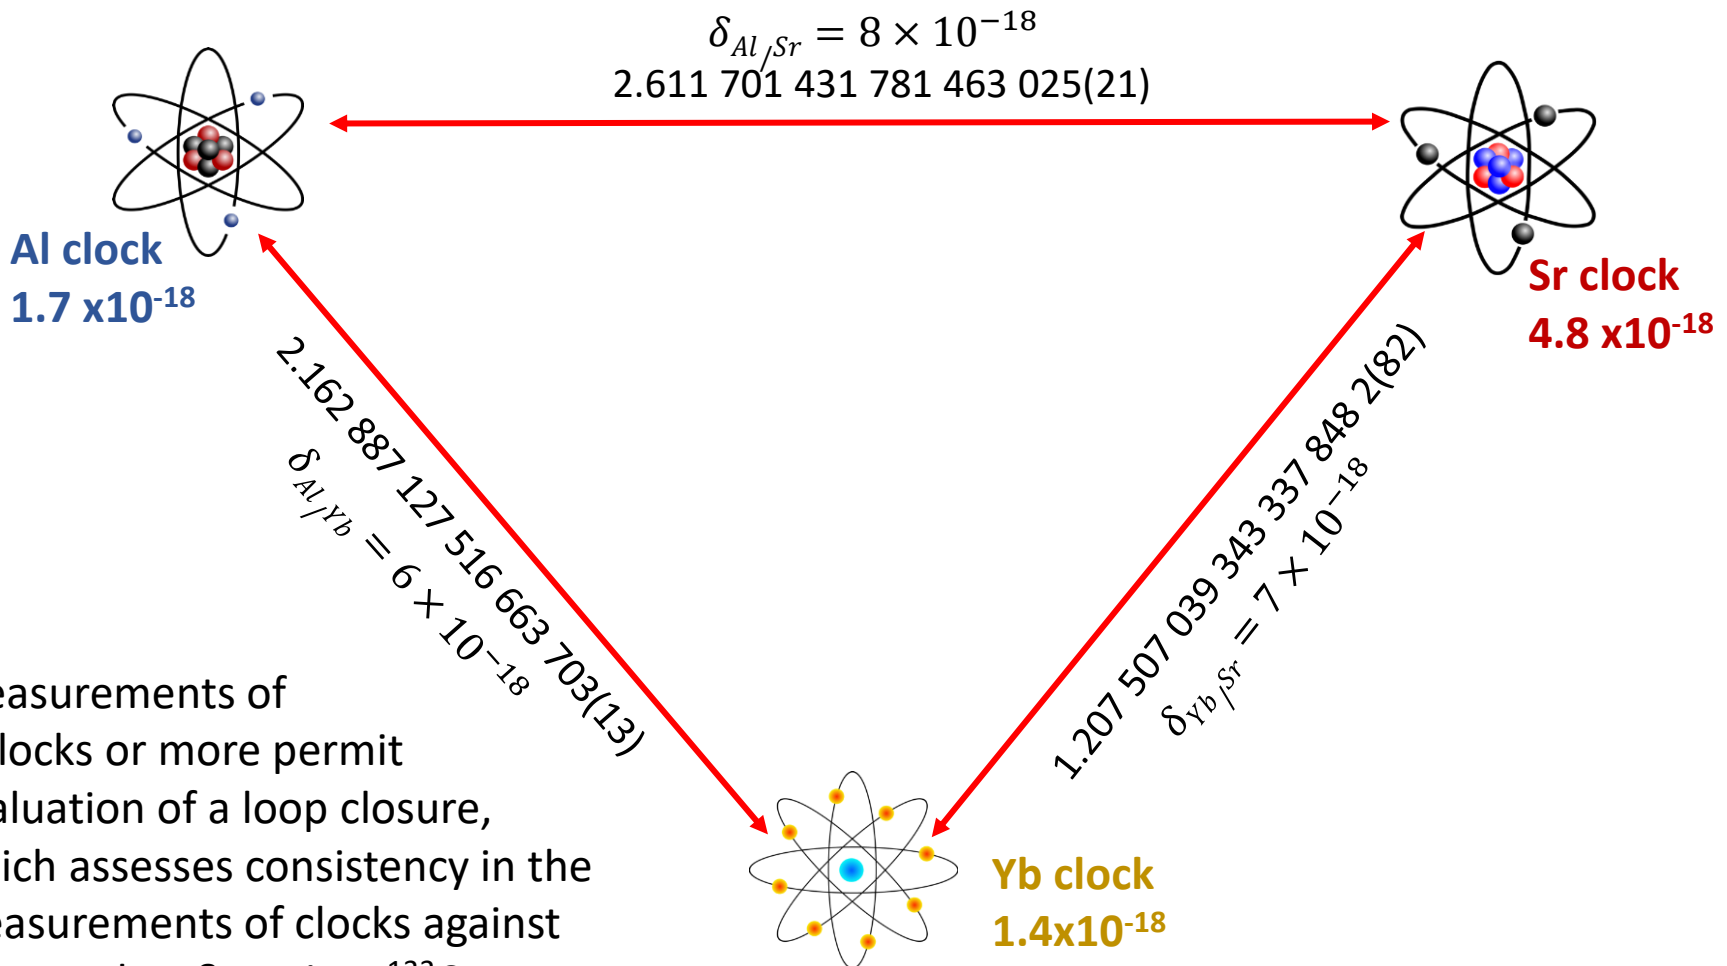 δ_Al/Sr = 8 × 10⁻¹⁸
2.611 701 431 781 463 025(21)
Al clock
1.7 x10⁻¹⁸
Sr clock
4.8 x10⁻¹⁸
2.162 887 127 516 663 703(13)
δ_Al/Yb = 6 × 10⁻¹⁸
1.207 507 039 343 337 848 2(82)
δ_Yb/Sr = 7 × 10⁻¹⁸
easurements of
locks or more permit
aluation of a loop closure,
ich assesses consistency in the
easurements of clocks against
Yb clock
1.4x10⁻¹⁸